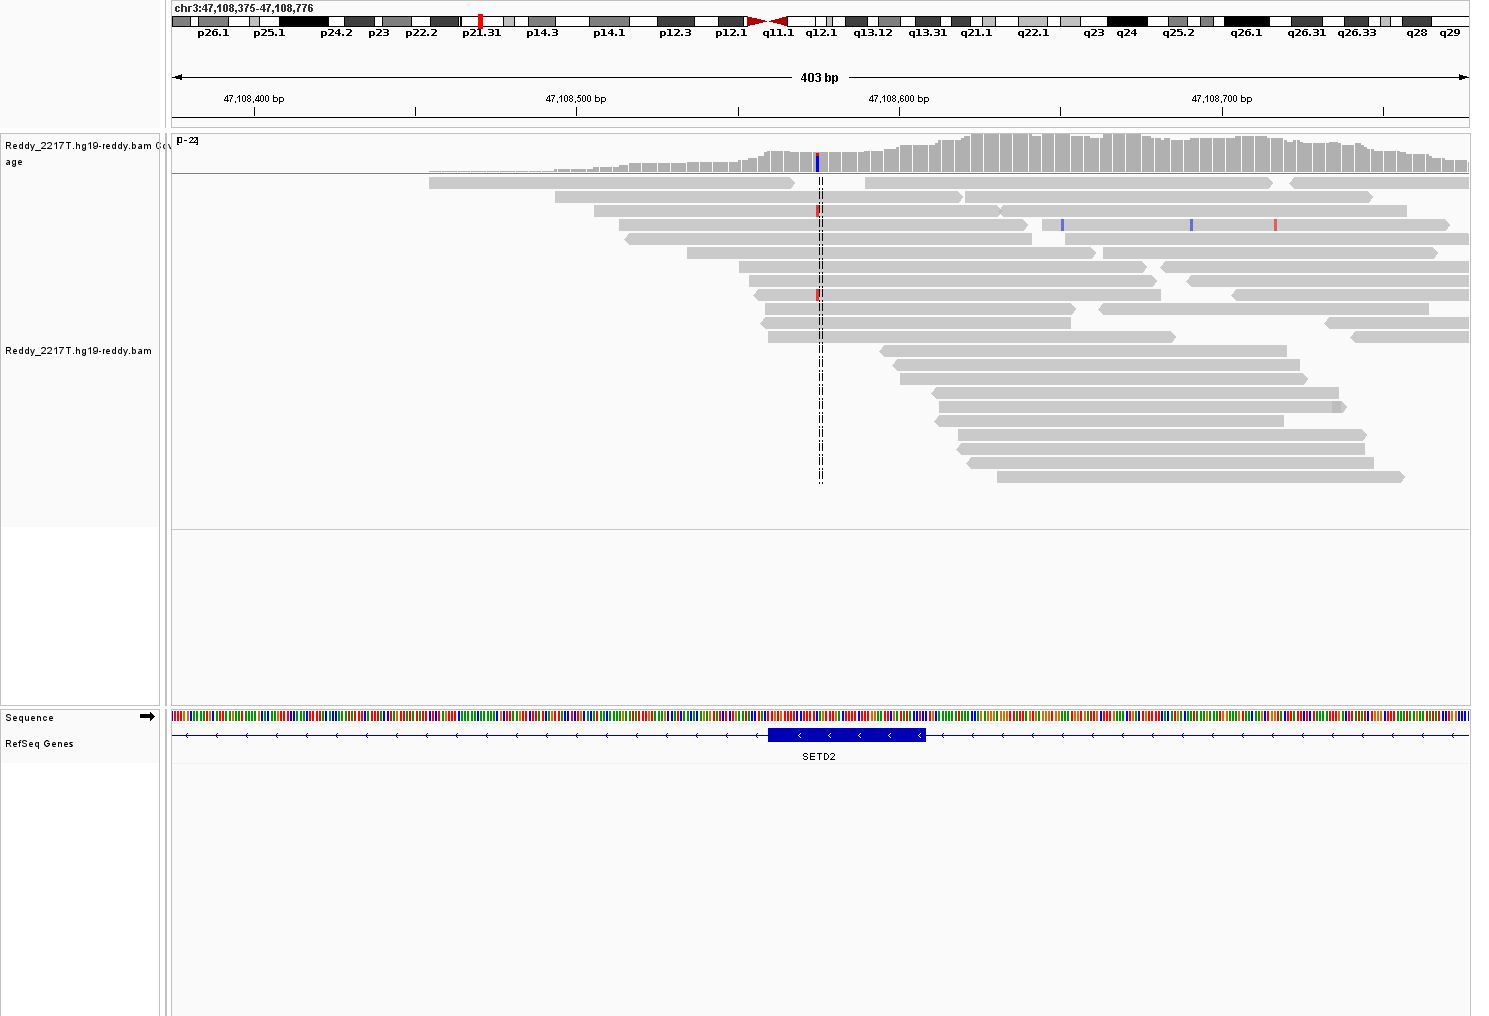 chr3:47,108,375-47,108,776
p26.1 p25.1 p24.2 p23 p22.2 p21.31 p14.3 p14.1 p12.3 p12.1 q11.1 q12.1 q13.12 q13.31 q21.1 q22.1 q23 q24 q25.2 q26.1 q26.31 q26.33 q28 q29
403 bp
47,108,400 bp 47,108,500 bp 47,108,600 bp 47,108,700 bp
Reddy_2217T.hg19-reddy.bam Cov
age
[0-22]
Reddy_2217T.hg19-reddy.bam
Sequence
RefSeq Genes
SETD2